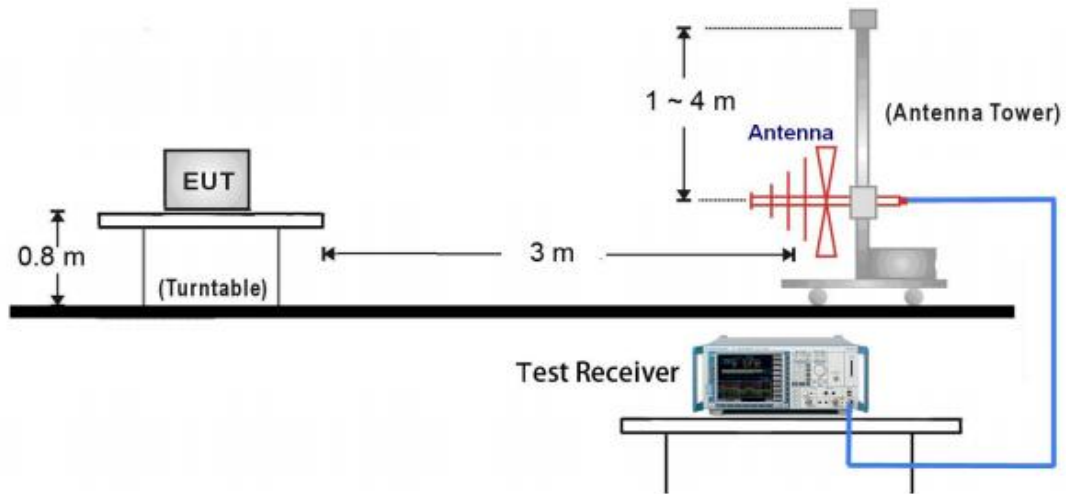 1 ~ 4 m
(Antenna Tower)
Antenna
EUT
0.8 m
3 m
(Turntable)
Test Receiver